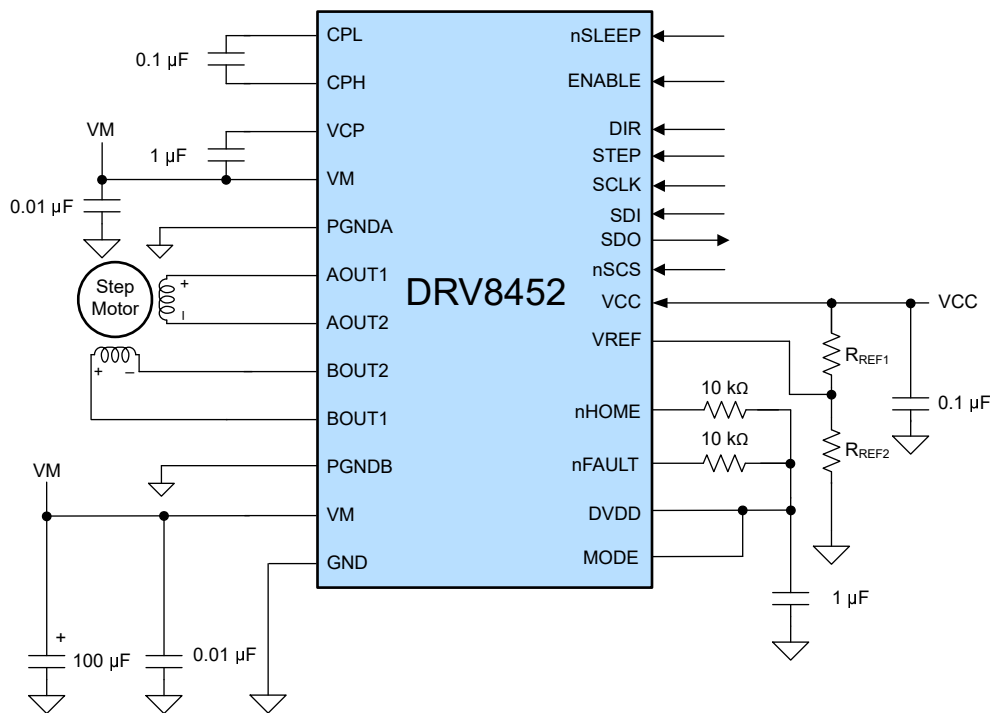 CPL
nSLEEP
0.1 µF
CPH
ENABLE
VM
VCP
DIR
1 µF
STEP
VM
SCLK
0.01 µF
PGNDA
SDI
SDO
AOUT1
nSCS
Step
Motor
+
–
DRV8452
VCC
VCC
AOUT2
VREF
RREF1
BOUT2
+
–
10 kΩ
0.1 µF
BOUT1
nHOME
10 kΩ
RREF2
VM
PGNDB
nFAULT
VM
DVDD
GND
MODE
1 µF
+
100 µF
0.01 µF